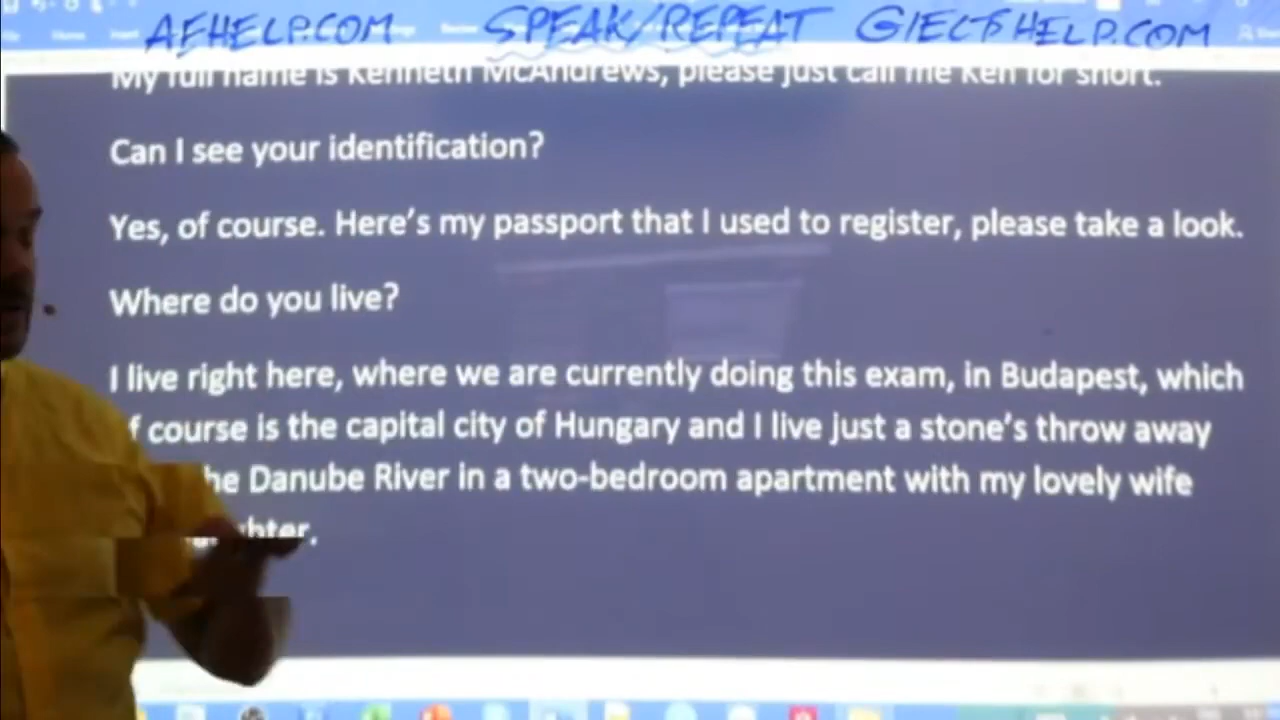 AEHELP.COM SPEAK/REPEAT GIELTSHELP.COM
My full name is Kenneth McAndrews, please just call me Ken for short.
Can I see your identification?
Yes, of course. Here's my passport that I used to register, please take a look.
Where do you live?
I live right here, where we are currently doing this exam, in Budapest, which
f course is the capital city of Hungary and I live just a stone's throw away
he Danube River in a two-bedroom apartment with my lovely wife
hter.